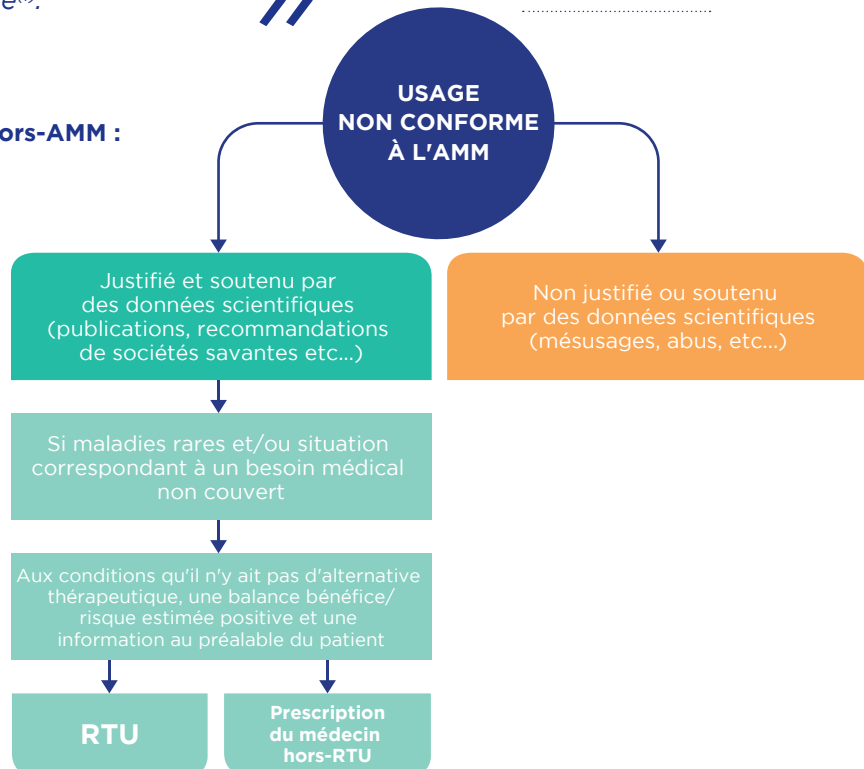 USAGE
NON CONFORME
À L'AMM
ors-AMM :
Justifié et soutenu par
des données scientifiques
(publications, recommandations
de sociétés savantes etc...)
Non justifié ou soutenu
par des données scientifiques
(mésusages, abus, etc...)
Si maladies rares et/ou situation
correspondant à un besoin médical
non couvert
Aux conditions qu'il n'y ait pas d'alternative
thérapeutique, une balance bénéfice/
risque estimée positive et une
information au préalable du patient
RTU
Prescription
du médecin
hors-RTU